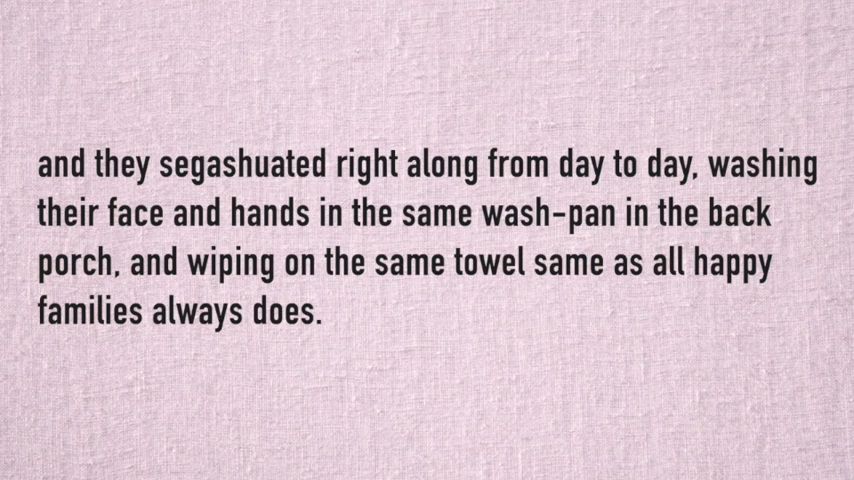 and they segashuated right along from day to day, washing
their face and hands in the same wash-pan in the back
porch, and wiping on the same towel same as all happy
families always does.